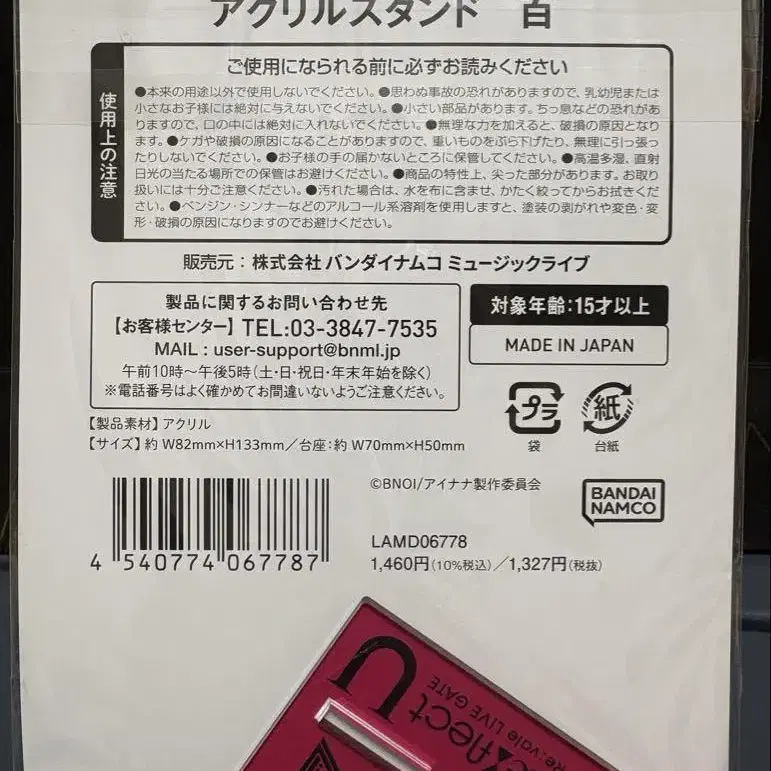 アクリルスタンド 百
使用上の注意
ご使用になられる前に必ずお読みください
●本来の用途以外で使用しないでください。●思わぬ事故の恐れがありますので、乳幼児または
小さなお子様には絶対に与えないでください。●小さい部品があります。ちっ息などの恐れがあ
りますので、口の中には絶対に入れないでください。●無理な力を加えると、破損の原因となり
ます。●ケガや破損の原因になることがありますので、重いものをぶら下げたり、無理に引っ張っ
たりしないでください。●お子様の手の届かないところに保管してください。●高温多湿、直射
日光の当たる場所での保管はお避けください。●商品の特性上、尖った部分があります。お取り
扱いには十分ご注意ください。●汚れた場合は、水を布に含ませ、かたく絞ってからお拭きくださ
い。●ベンジン・シンナーなどのアルコール系溶剤を使用しますと、塗装の剥がれや変色・変
形・破損の原因になりますのでお避けください。
販売元：株式会社バンダイナムコ ミュージックライブ
製品に関するお問い合わせ先
【お客様センター】TEL:03-3847-7535
MAIL : user-support@bnml.jp
午前10時～午後5時（土・日・祝日・年末年始を除く）
※電話番号はよく確かめてお間違いないようご注意ください。
対象年齢：15才以上
MADE IN JAPAN
プラ
袋
紙
台紙
【製品素材】アクリル
【サイズ】約 W82mm×H133mm／台座：約 W70mm×H50mm
©BNOI/アイナナ製作委員会
BANDAI
NAMCO
4 540774 067787
LAMD06778
1,460円(10%税込)／1,327円(税抜)
Re:flect U
Re:vale LIVE GATE